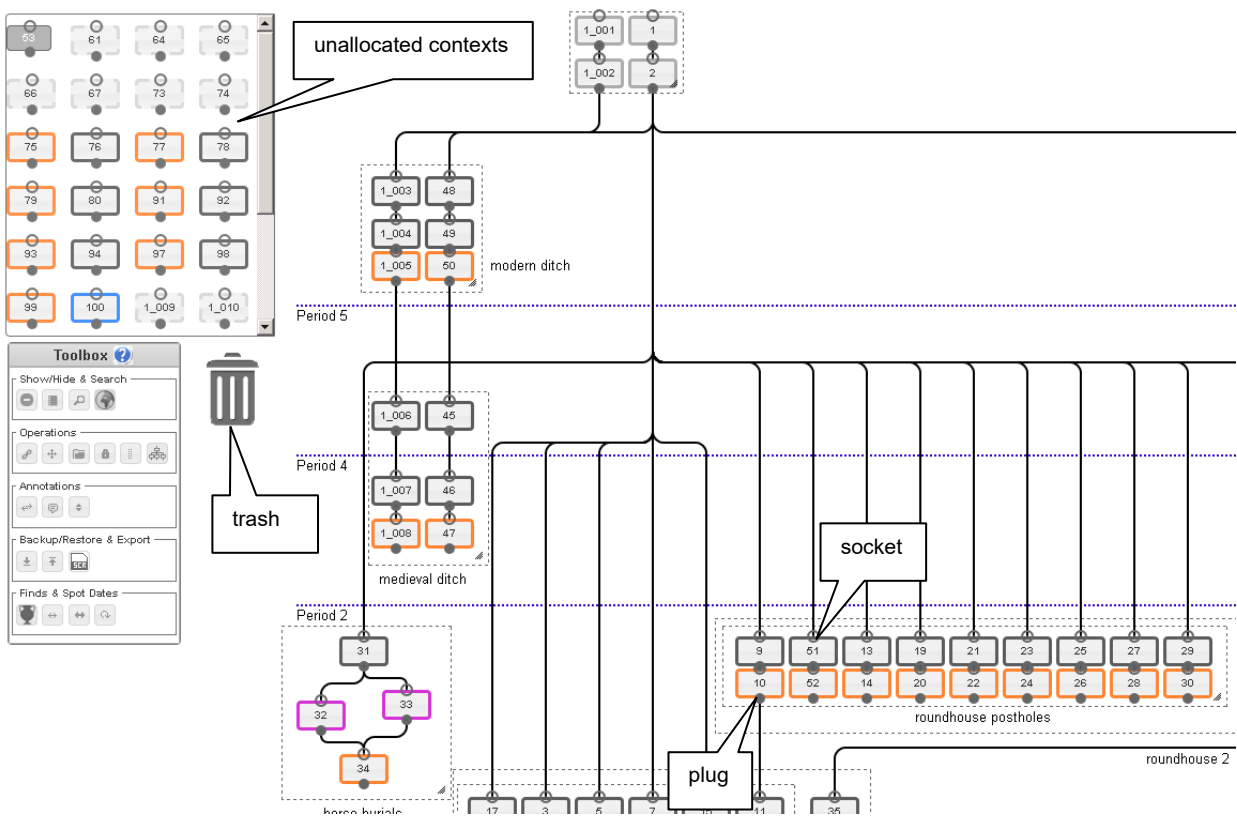 53 61 64 65
66 67 73 74
75 76 77 78
79 80 91 92
93 94 97 98
99 100 1_009 1_010
unallocated contexts
1_001 1
1_002 2
1_003 48
1_004 49
1_005 50
modern ditch
Period 5
Toolbox ?
Show/Hide & Search
Operations
Annotations
Backup/Restore & Export
Finds & Spot Dates
trash
1_006 45
Period 4
1_007 46
1_008 47
medieval ditch
socket
Period 2
31
32 33
34
horse burials
9 51 13 19 21 23 25 27 29
10 52 14 20 22 24 26 28 30
roundhouse postholes
plug
roundhouse 2
17 3 5 7 15 11 35